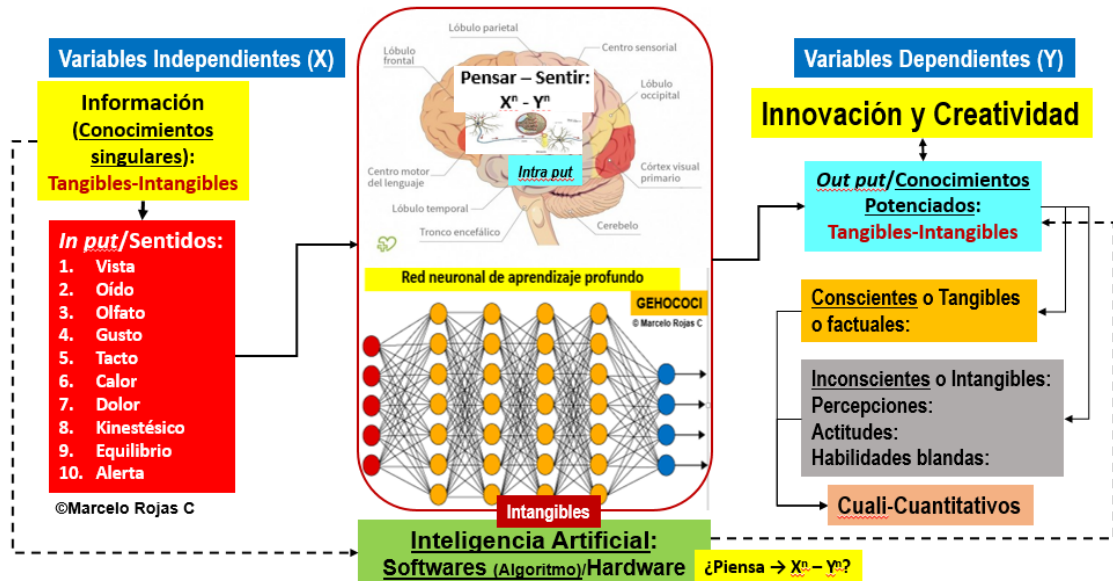 Variables Independientes (X)
Información
(Conocimientos
singulares):
Tangibles-Intangibles
In put/Sentidos:
1. Vista
2. Oído
3. Olfato
4. Gusto
5. Tacto
6. Calor
7. Dolor
8. Kinestésico
9. Equilibrio
10. Alerta
©Marcelo Rojas C
Lóbulo parietal
Lóbulo
frontal
Centro sensorial
Pensar – Sentir:
Xⁿ - Yⁿ
Lóbulo
occipital
Intra put
Centro motor
del lenguaje
Córtex visual
primario
Lóbulo temporal
Cerebelo
Tronco encefálico
Red neuronal de aprendizaje profundo
GEHOCOCI
© Marcelo Rojas C
Intangibles
Inteligencia Artificial:
Softwares (Algoritmo)/Hardware
¿Piensa → Xⁿ – Yⁿ?
Variables Dependientes (Y)
Innovación y Creatividad
Out put/Conocimientos
Potenciados:
Tangibles-Intangibles
Conscientes o Tangibles
o factuales:
Inconscientes o Intangibles:
Percepciones:
Actitudes:
Habilidades blandas:
Cuali-Cuantitativos